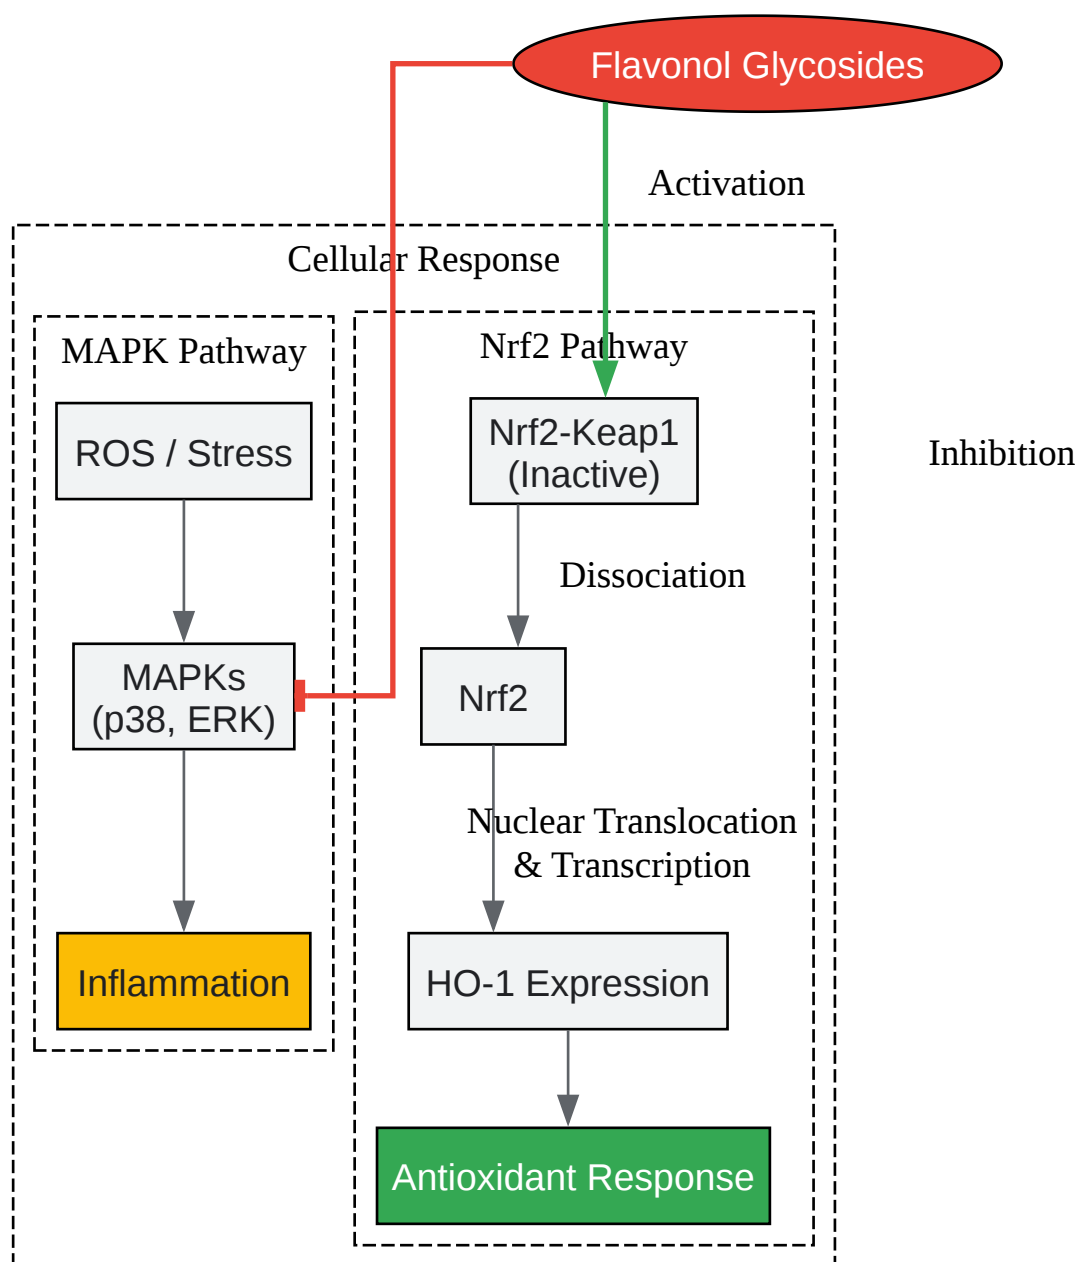 Flavonol Glycosides
Activation
Cellular Response
MAPK Pathway
Nrf2 Pathway
ROS / Stress
Nrf2-Keap1
(Inactive)
Inhibition
Dissociation
MAPKs
(p38, ERK)
Nrf2
Nuclear Translocation
& Transcription
Inflammation
HO-1 Expression
Antioxidant Response